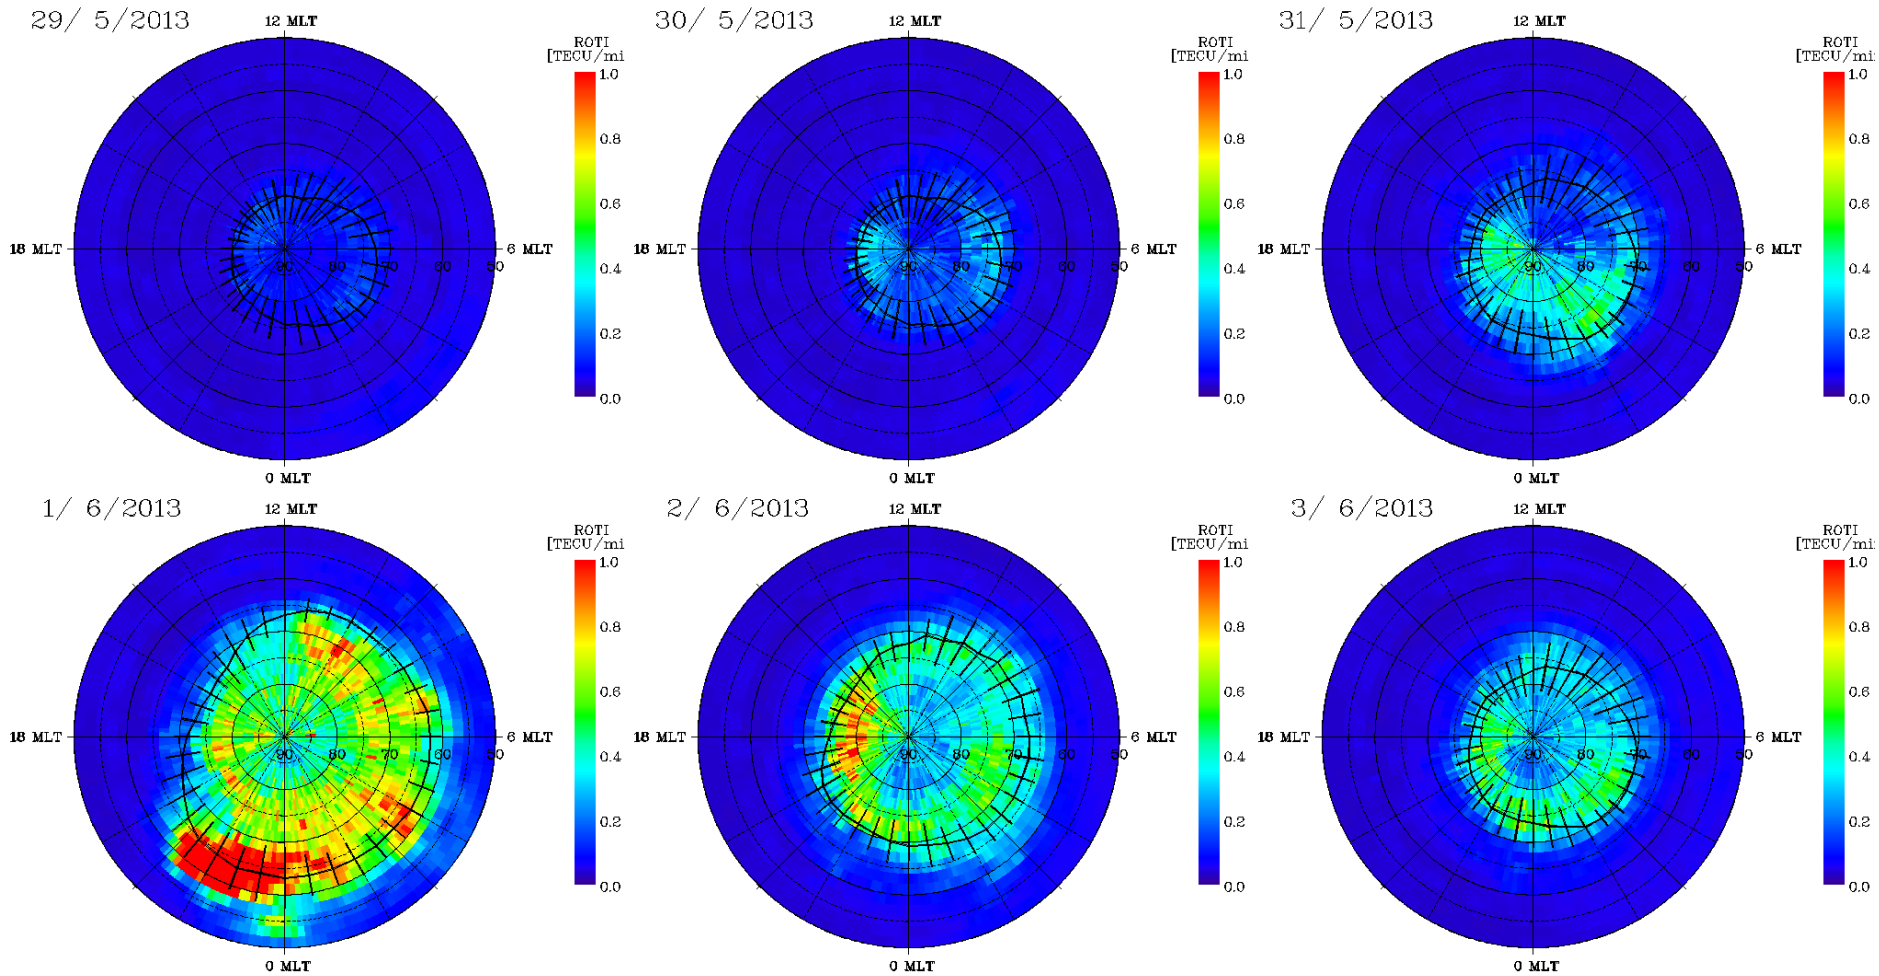 29/ 5/2013
12 MLT
ROTI
[TECU/mi
1.0
0.8
0.6
0.4
0.2
0.0
18 MLT
6 MLT
90
80
70
60
50
0 MLT
30/ 5/2013
12 MLT
ROTI
[TECU/mi
1.0
0.8
0.6
0.4
0.2
0.0
18 MLT
6 MLT
90
80
70
60
50
0 MLT
31/ 5/2013
12 MLT
ROTI
[TECU/mi
1.0
0.8
0.6
0.4
0.2
0.0
18 MLT
6 MLT
90
80
70
60
50
0 MLT
1/ 6/2013
12 MLT
ROTI
[TECU/mi
1.0
0.8
0.6
0.4
0.2
0.0
18 MLT
6 MLT
90
80
70
60
50
0 MLT
2/ 6/2013
12 MLT
ROTI
[TECU/mi
1.0
0.8
0.6
0.4
0.2
0.0
18 MLT
6 MLT
90
80
70
60
50
0 MLT
3/ 6/2013
12 MLT
ROTI
[TECU/mi
1.0
0.8
0.6
0.4
0.2
0.0
18 MLT
6 MLT
90
80
70
60
50
0 MLT